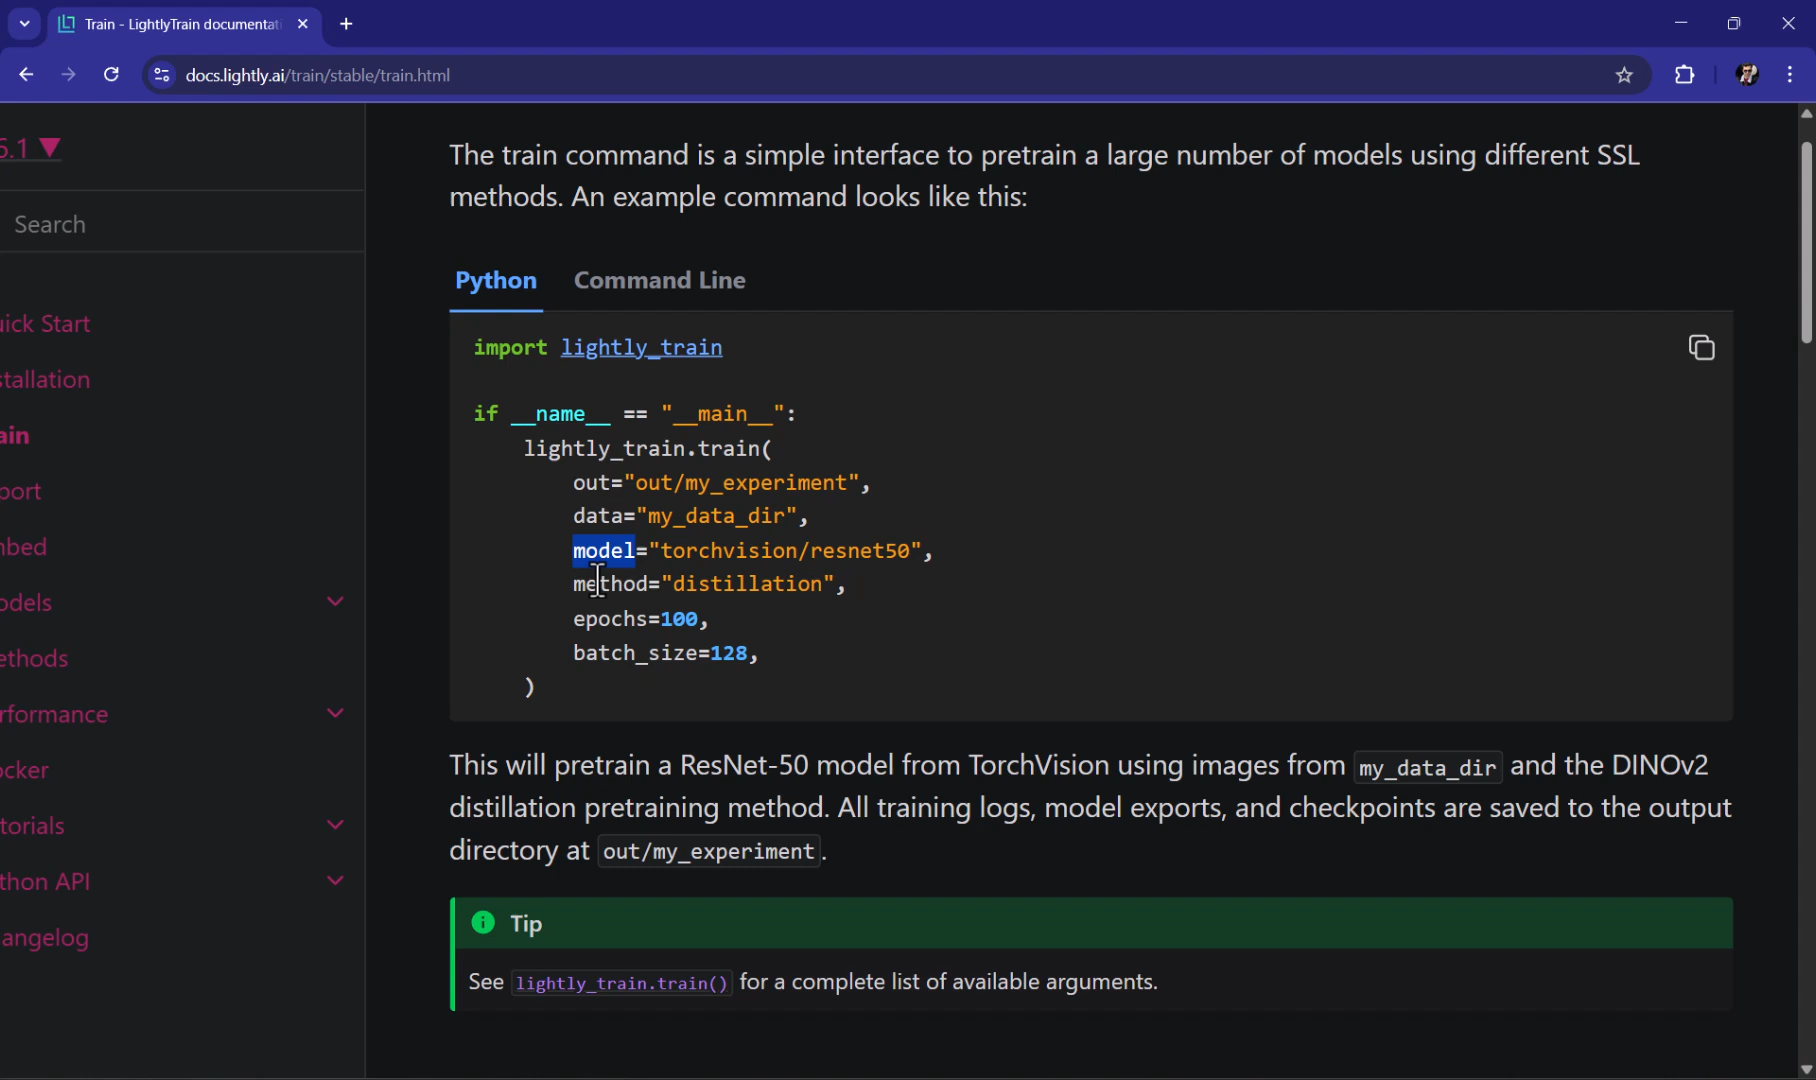 Train - LightlyTrain documentati
docs.lightly.ai/train/stable/train.html
6.1 ▼
Search
uick Start
stallation
ain
port
mbed
odels
ethods
rformance
ocker
torials
thon API
angelog
The train command is a simple interface to pretrain a large number of models using different SSL
methods. An example command looks like this:
Python Command Line
import lightly_train
if __name__ == "__main__":
    lightly_train.train(
        out="out/my_experiment",
        data="my_data_dir",
        model="torchvision/resnet50",
        method="distillation",
        epochs=100,
        batch_size=128,
    )
This will pretrain a ResNet-50 model from TorchVision using images from my_data_dir and the DINOv2
distillation pretraining method. All training logs, model exports, and checkpoints are saved to the output
directory at out/my_experiment.
Tip
See lightly_train.train() for a complete list of available arguments.